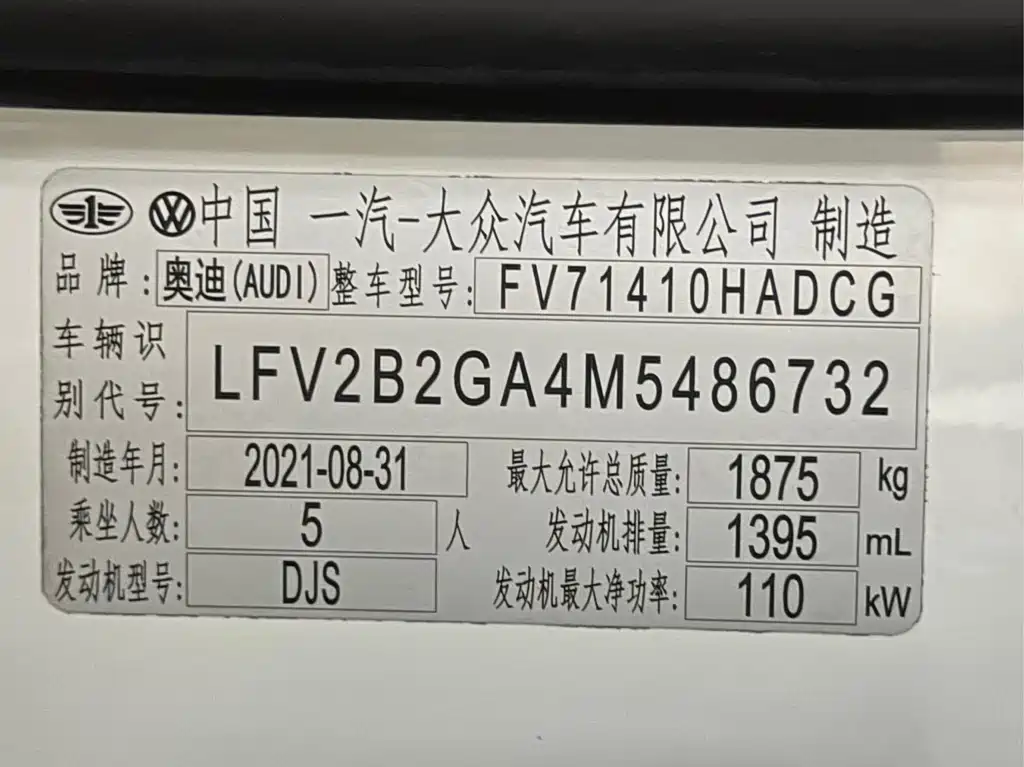 中国 一汽-大众汽车有限公司 制造
品牌: 奥迪(AUDI) 整车型号: FV71410HADCG
车辆识别代号: LFV2B2GA4M5486732
制造年月: 2021-08-31 最大允许总质量: 1875 kg
乘坐人数: 5 人 发动机排量: 1395 mL
发动机型号: DJS 发动机最大净功率: 110 kW